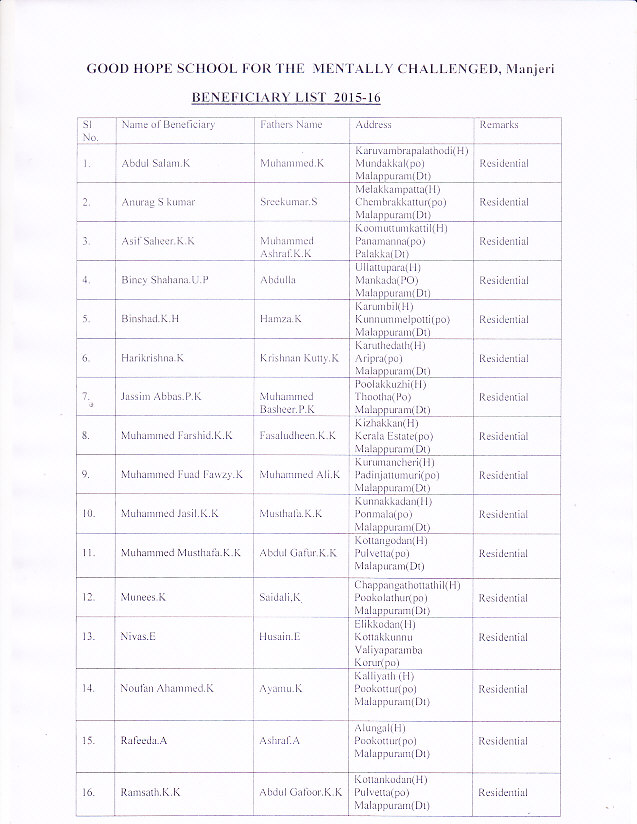 GOOD HOPE SCHOOL FOR THE MENTALLY CHALLENGED, Manjeri
BENEFICIARY LIST 2015-16
Sl No. Name of Beneficiary Fathers Name Address Remarks
1. Abdul Salam.K Muhammed.K Karuvambrapalathodi(H) Residential
Mundakkal(po)
Malappuram(Dt)
2. Anurag S kumar Sreekumar.S Melakkampatta(H) Residential
Chembrakkattur(po)
Malappuram(Dt)
3. Asif Saheer.K.K Muhammed Ashraf.K.K Koomuttumkattil(H) Residential
Panamanna(po)
Palakka(Dt)
4. Bincy Shahana.U.P Abdulla Ullattupara(H) Residential
Mankada(PO)
Malappuram(Dt)
5. Binshad.K.H Hamza.K Karumbil(H) Residential
Kunnummelpotti(po)
Malappuram(Dt)
6. Harikrishna.K Krishnan Kutty.K Karuthedath(H) Residential
Aripra(po)
Malappuram(Dt)
7. Jassim Abbas.P.K Muhammed Basheer.P.K Poolakkuzhi(H) Residential
Thootha(Po)
Malappuram(Dt)
8. Muhammed Farshid.K.K Fasaludheen.K.K Kizhakkan(H) Residential
Kerala Estate(po)
Malappuram(Dt)
9. Muhammed Fuad Fawzy.K Muhammed Ali.K Kurumancheri(H) Residential
Padinjattumuri(po)
Malappuram(Dt)
10. Muhammed Jasil.K.K Musthafa.K.K Kunnakkadan(H) Residential
Ponmala(po)
Malappuram(Dt)
11. Muhammed Musthafa.K.K Abdul Gafur.K.K Kottangodan(H) Residential
Pulvetta(po)
Malapuram(Dt)
12. Munees.K Saidali.K Chappangathottathil(H) Residential
Pookolathur(po)
Malappuram(Dt)
13. Nivas.E Husain.E Elikkodan(H) Residential
Kottakkunnu
Valiyaparamba
Korur(po)
14. Noufan Ahammed.K Ayamu.K Kalliyath (H) Residential
Pookottur(po)
Malappuram(Dt)
15. Rafeeda.A Ashraf.A Alungal(H) Residential
Pookottur(po)
Malappuram(Dt)
16. Ramsath.K.K Abdul Gafoor.K.K Kottankodan(H) Residential
Pulvetta(po)
Malappuram(Dt)